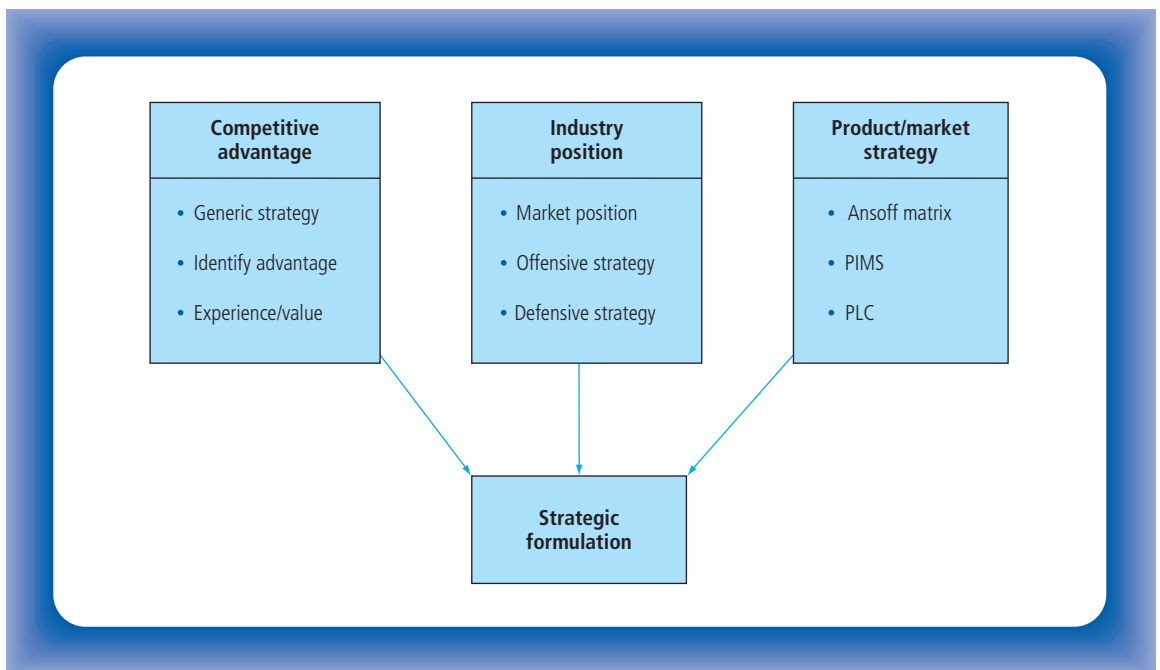 Competitive
advantage
• Generic strategy
• Identify advantage
• Experience/value
Industry
position
• Market position
• Offensive strategy
• Defensive strategy
Product/market
strategy
• Ansoff matrix
• PIMS
• PLC
Strategic
formulation